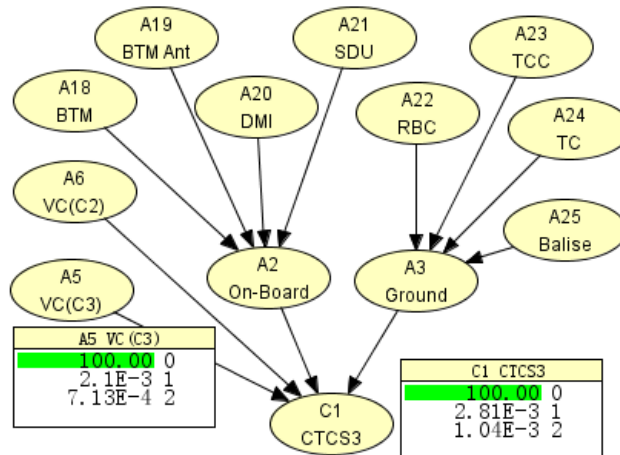 A19
BTM Ant
A21
SDU
A23
TCC
A18
BTM
A20
DMI
A22
RBC
A24
TC
A6
VC(C2)
A25
Balise
A5
VC(C3)
A2
On-Board
A3
Ground
A5 VC(C3)
100.00 0
2.1E-3 1
7.13E-4 2
C1 CTCS3
100.00 0
2.81E-3 1
1.04E-3 2
C1
CTCS3